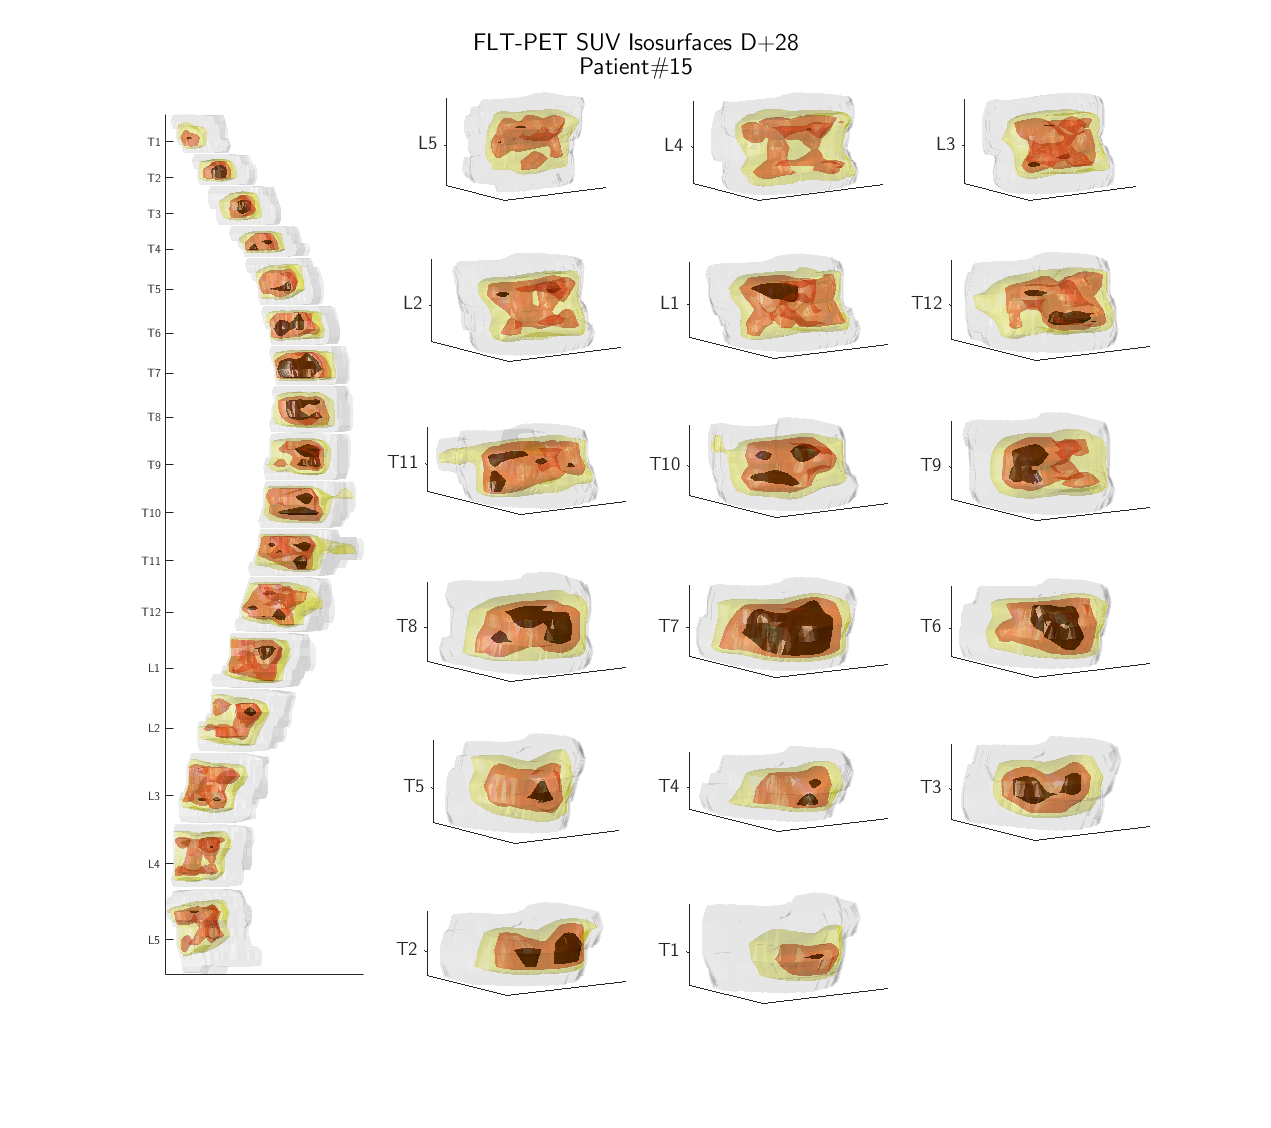 FLT-PET SUV Isosurfaces D+28
Patient#15
T1
T2
T3
T4
T5
T6
T7
T8
T9
T10
T11
T12
L1
L2
L3
L4
L5
L5 L4 L3
L2 L1 T12
T11 T10 T9
T8 T7 T6
T5 T4 T3
T2 T1